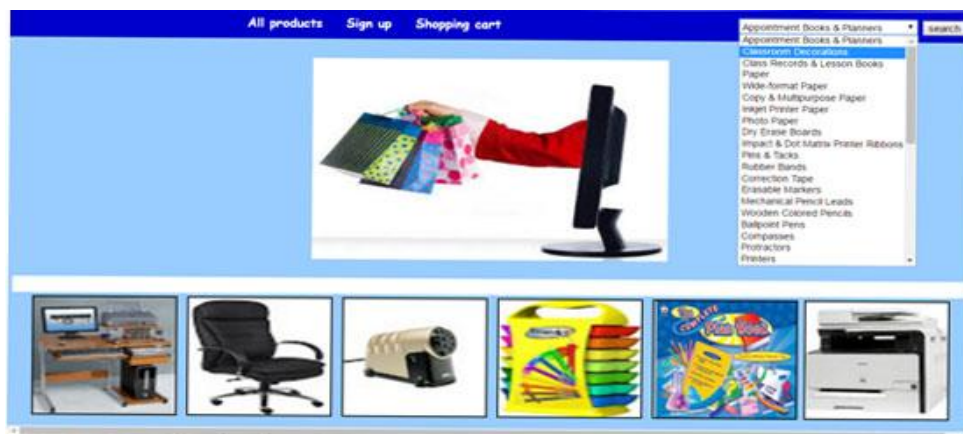 All products Sign up Shopping cart
Appointment Books & Planners
search
Appointment Books & Planners
Classroom Decorations
Class Records & Lesson Books
Paper
Wide-format Paper
Copy & Multipurpose Paper
Inkjet Printer Paper
Photo Paper
Dry Erase Boards
Impact & Dot Matrix Printer Ribbons
Pins & Tacks
Rubber Bands
Correction Tape
Erasable Markers
Mechanical Pencil Leads
Wooden Colored Pencils
Ballpoint Pens
Compasses
Protractors
Printers
COMPLETE
Plan Book